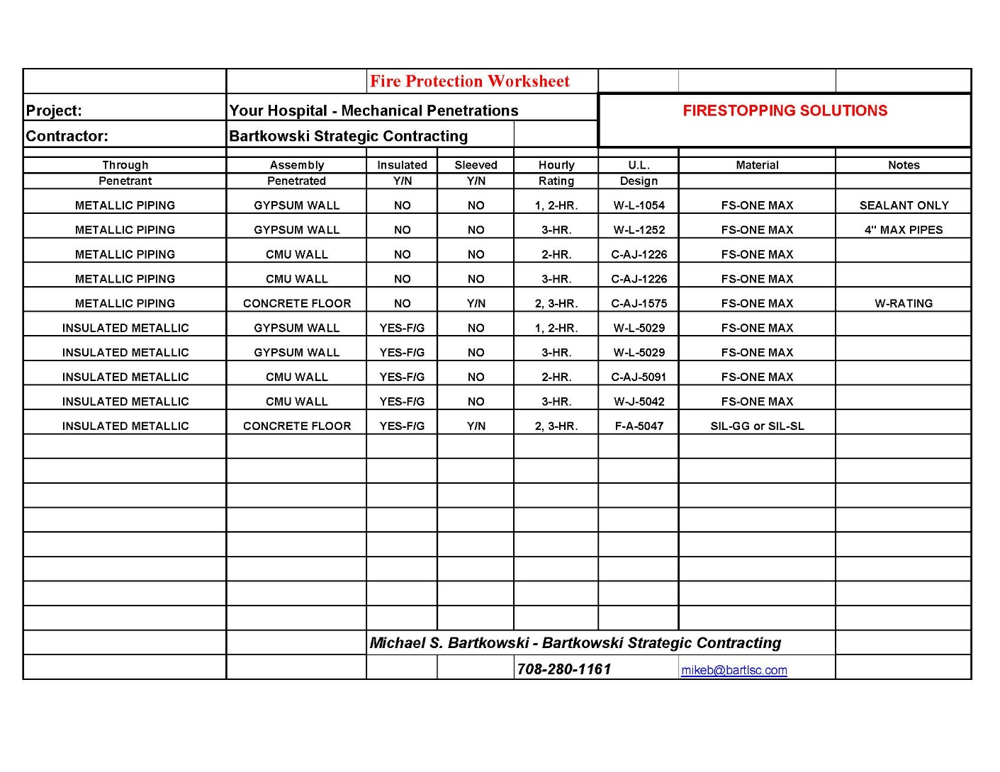 Fire Protection Worksheet
Project: Your Hospital - Mechanical Penetrations FIRESTOPPING SOLUTIONS
Contractor: Bartkowski Strategic Contracting
Through Assembly Insulated Sleeved Hourly U.L. Material Notes
Penetrant Penetrated Y/N Y/N Rating Design
METALLIC PIPING GYPSUM WALL NO NO 1, 2-HR. W-L-1054 FS-ONE MAX SEALANT ONLY
METALLIC PIPING GYPSUM WALL NO NO 3-HR. W-L-1252 FS-ONE MAX 4" MAX PIPES
METALLIC PIPING CMU WALL NO NO 2-HR. C-AJ-1226 FS-ONE MAX
METALLIC PIPING CMU WALL NO NO 3-HR. C-AJ-1226 FS-ONE MAX
METALLIC PIPING CONCRETE FLOOR NO Y/N 2, 3-HR. C-AJ-1575 FS-ONE MAX W-RATING
INSULATED METALLIC GYPSUM WALL YES-F/G NO 1, 2-HR. W-L-5029 FS-ONE MAX
INSULATED METALLIC GYPSUM WALL YES-F/G NO 3-HR. W-L-5029 FS-ONE MAX
INSULATED METALLIC CMU WALL YES-F/G NO 2-HR. C-AJ-5091 FS-ONE MAX
INSULATED METALLIC CMU WALL YES-F/G NO 3-HR. W-J-5042 FS-ONE MAX
INSULATED METALLIC CONCRETE FLOOR YES-F/G Y/N 2, 3-HR. F-A-5047 SIL-GG or SIL-SL
Michael S. Bartkowski - Bartkowski Strategic Contracting
708-280-1161 mikeb@bartlsc.com